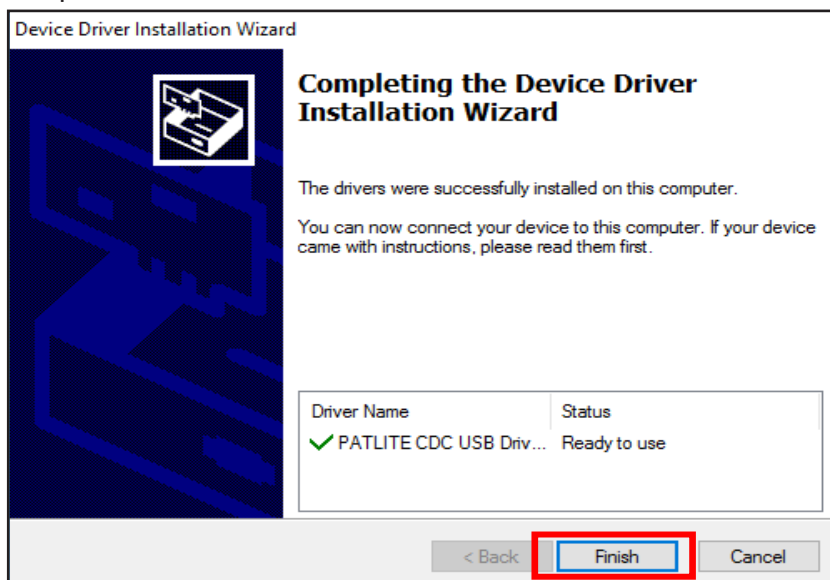 Device Driver Installation Wizard
Completing the Device Driver
Installation Wizard
The drivers were successfully installed on this computer.
You can now connect your device to this computer. If your device
came with instructions, please read them first.
Driver Name Status
PATLITE CDC USB Driv... Ready to use
< Back Finish Cancel